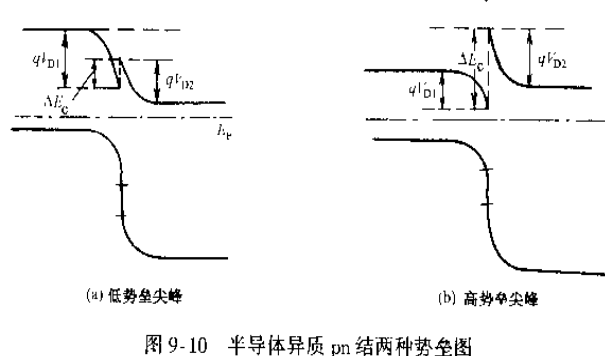 qV_D1
ΔE_c
qV_D2
E_F
ΔE_c
qV_D1
qV_D2
(a) 低势垒尖峰
(b) 高势垒尖峰
图 9-10 半导体异质 pn 结两种势垒图